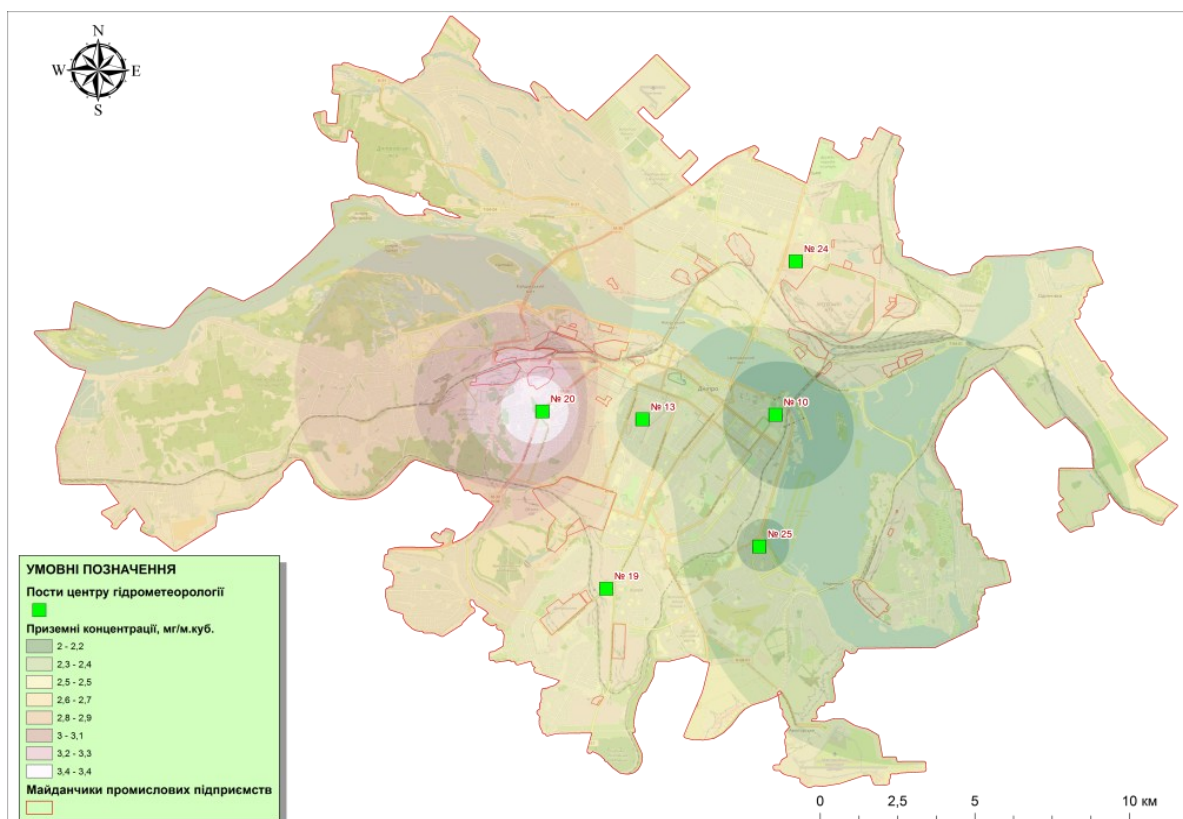 N
W E
S
№ 24
№ 20
№ 13
№ 10
Дніпро
№ 25
№ 19
УМОВНІ ПОЗНАЧЕННЯ
Пости центру гідрометеорології
Приземні концентрації, мг/м.куб.
2 - 2,2
2,3 - 2,4
2,5 - 2,5
2,6 - 2,7
2,8 - 2,9
3 - 3,1
3,2 - 3,3
3,4 - 3,4
Майданчики промислових підприємств
0 2,5 5 10 км